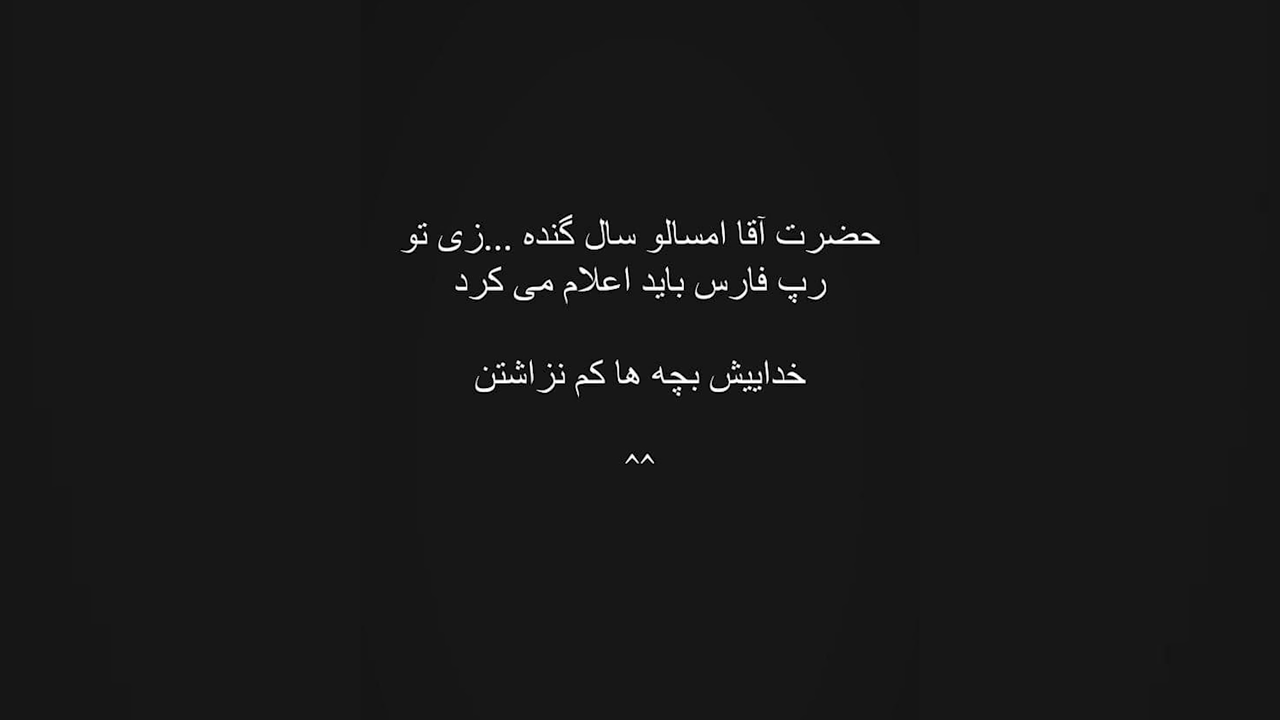 حضرت آقا امسالو سال گنده ...زی تو
رپ فارس باید اعلام می کرد
خداییش بچه ها کم نزاشتن
^^